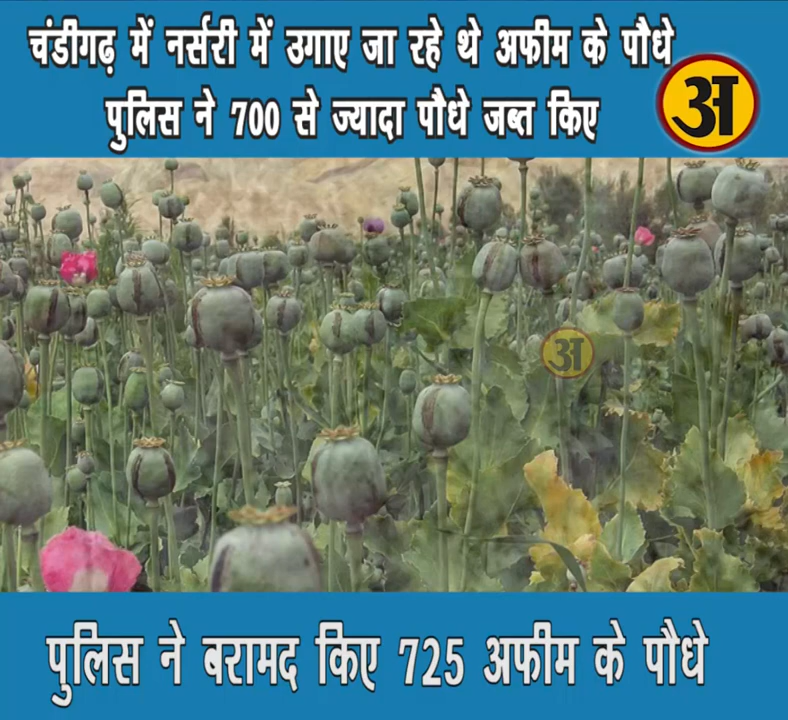 चंडीगढ़ में नर्सरी में उगाए जा रहे थे अफीम के पौधे
पुलिस ने 700 से ज्यादा पौधे जब्त किए
अ
अ
पुलिस ने बरामद किए 725 अफीम के पौधे